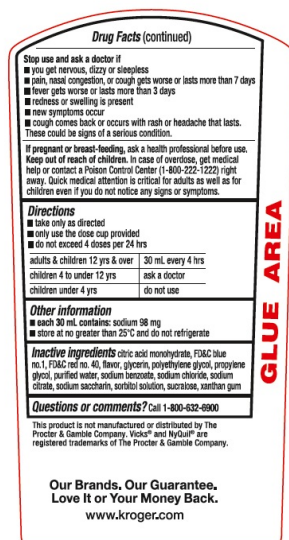 Drug Facts (continued)
Stop use and ask a doctor if
■ you get nervous, dizzy or sleepless
■ pain, nasal congestion, or cough gets worse or lasts more than 7 days
■ fever gets worse or lasts more than 3 days
■ redness or swelling is present
■ new symptoms occur
■ cough comes back or occurs with rash or headache that lasts.
These could be signs of a serious condition.
If pregnant or breast-feeding, ask a health professional before use.
Keep out of reach of children. In case of overdose, get medical
help or contact a Poison Control Center (1-800-222-1222) right
away. Quick medical attention is critical for adults as well as for
children even if you do not notice any signs or symptoms.
Directions
■ take only as directed
■ only use the dose cup provided
■ do not exceed 4 doses per 24 hrs
adults & children 12 yrs & over 30 mL every 4 hrs
children 4 to under 12 yrs ask a doctor
children under 4 yrs do not use
Other information
■ each 30 mL contains: sodium 98 mg
■ store at no greater than 25°C and do not refrigerate
Inactive ingredients citric acid monohydrate, FD&C blue
no.1, FD&C red no. 40, flavor, glycerin, polyethylene glycol, propylene
glycol, purified water, sodium benzoate, sodium chloride, sodium
citrate, sodium saccharin, sorbitol solution, sucralose, xanthan gum
Questions or comments? Call 1-800-632-6900
This product is not manufactured or distributed by The
Procter & Gamble Company. Vicks® and NyQuil® are
registered trademarks of The Procter & Gamble Company.
Our Brands. Our Guarantee.
Love It or Your Money Back.
www.kroger.com
GLUE AREA